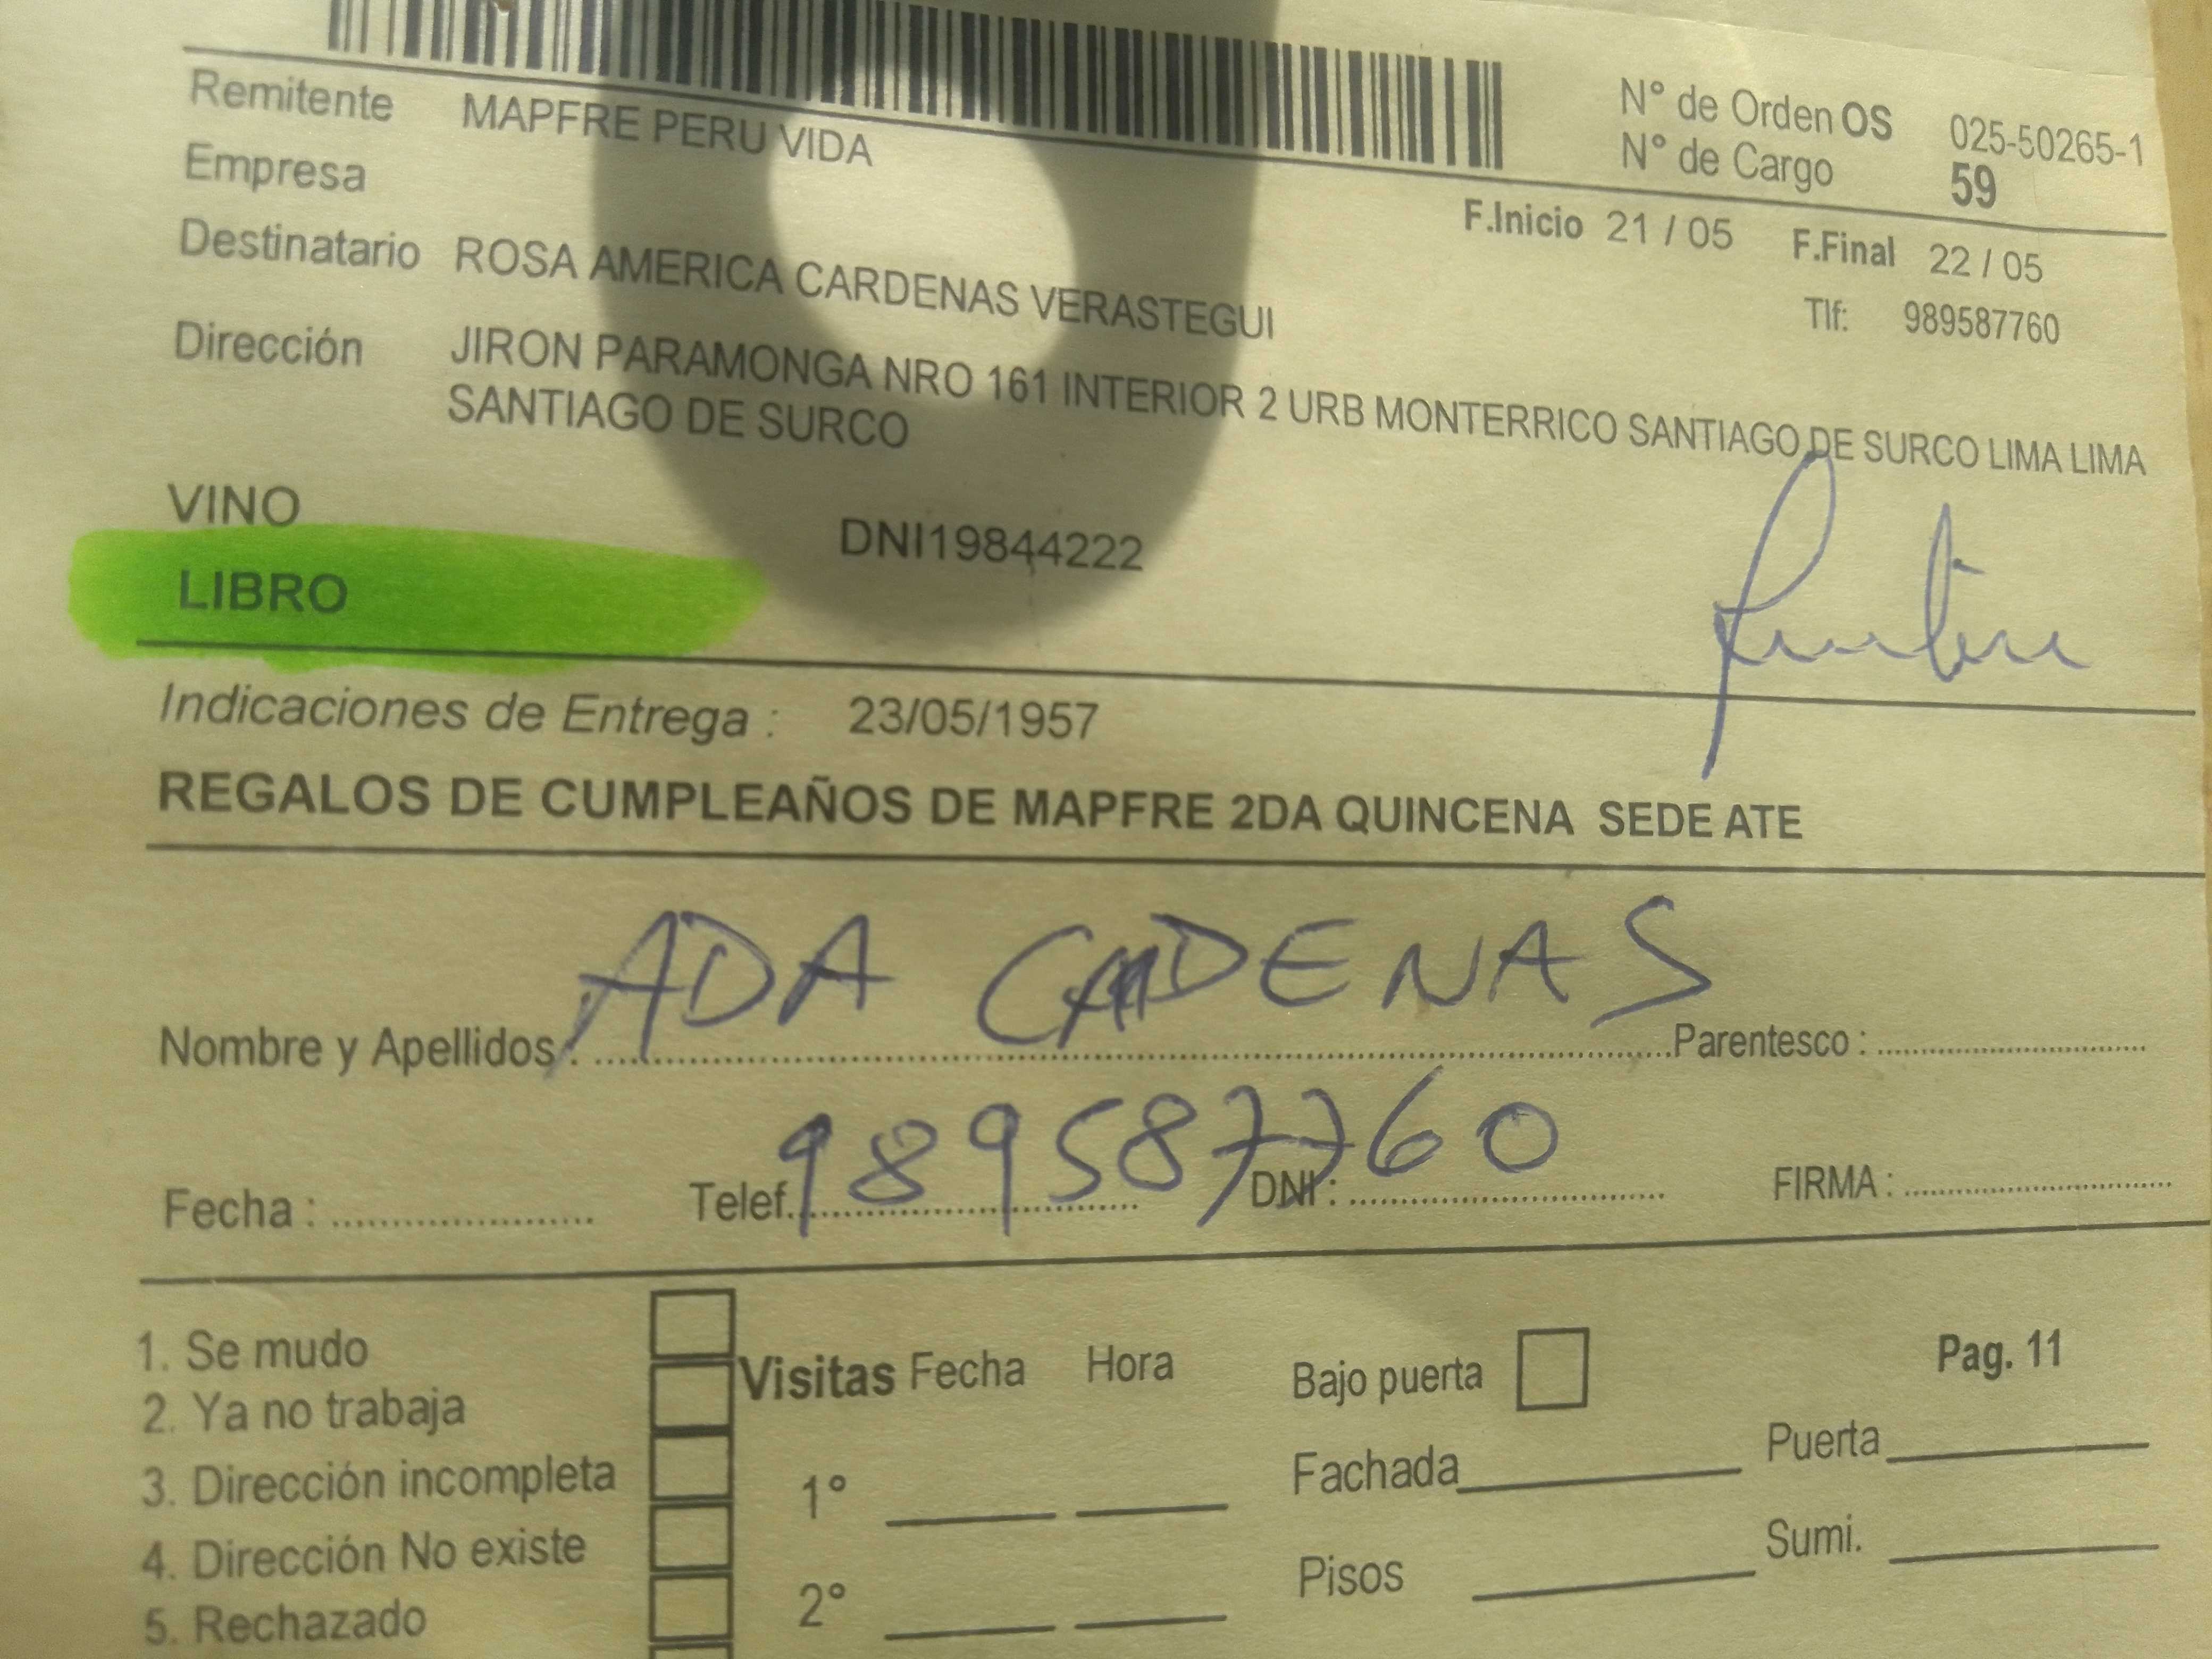 Remitente MAPFRE PERU VIDA
N° de Orden OS 025-50265-1
Empresa
N° de Cargo 59
F.Inicio 21 / 05 F.Final 22 / 05
Destinatario ROSA AMERICA CARDENAS VERASTEGUI
Tlf: 989587760
Dirección JIRON PARAMONGA NRO 161 INTERIOR 2 URB MONTERRICO SANTIAGO DE SURCO LIMA LIMA
SANTIAGO DE SURCO
VINO
DNI19844222
LIBRO
Indicaciones de Entrega : 23/05/1957
REGALOS DE CUMPLEAÑOS DE MAPFRE 2DA QUINCENA SEDE ATE
Nombre y Apellidos : ADA CADENAS Parentesco :
Fecha : Telef. 989587760 DNI : FIRMA :
1. Se mudo
2. Ya no trabaja
3. Dirección incompleta
4. Dirección No existe
5. Rechazado
Visitas Fecha Hora
1°
2°
Bajo puerta
Pag. 11
Fachada Puerta
Pisos Sumi.